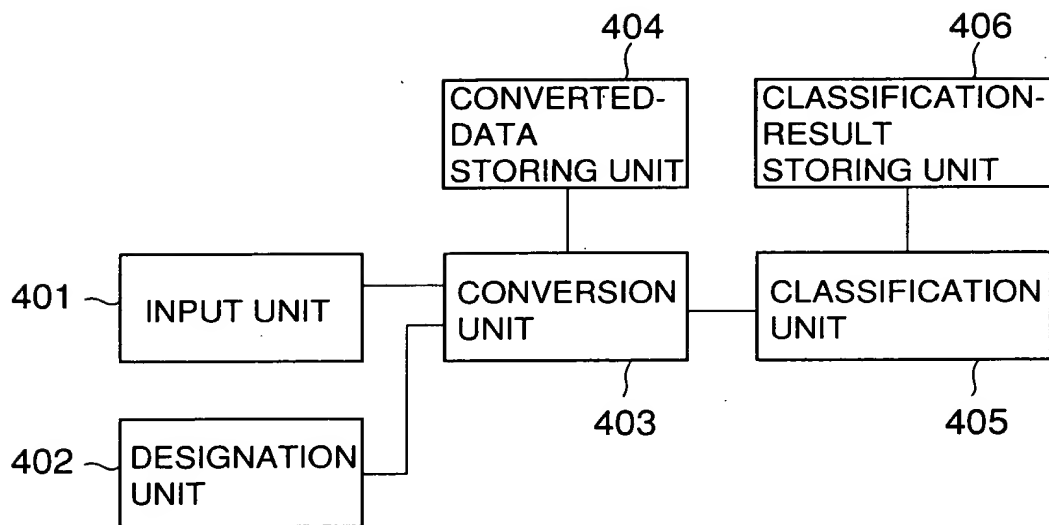 404
406
CONVERTED-
DATA
STORING UNIT
CLASSIFICATION-
RESULT
STORING UNIT
401
INPUT UNIT
CONVERSION
UNIT
CLASSIFICATION
UNIT
403
405
402
DESIGNATION
UNIT